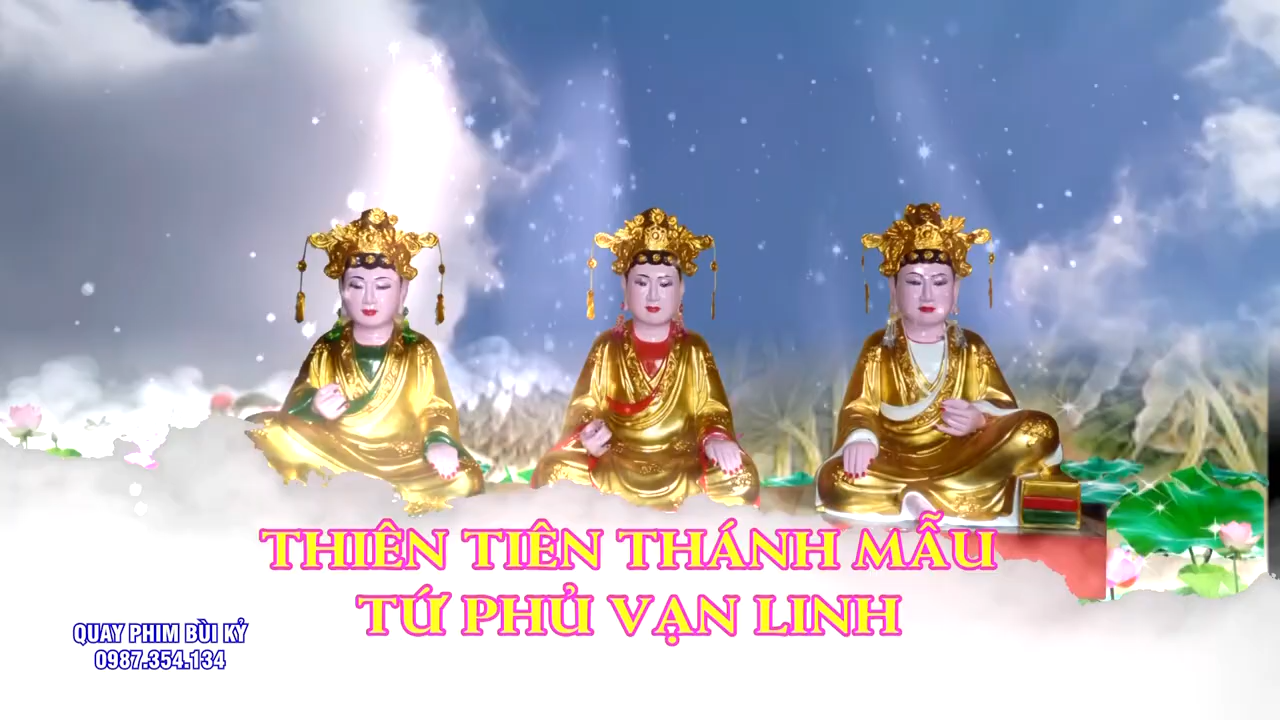 THIÊN TIÊN THÁNH MẪU
TỨ PHỦ VẠN LINH
QUAY PHIM BÙI KỶ
0987.354.134